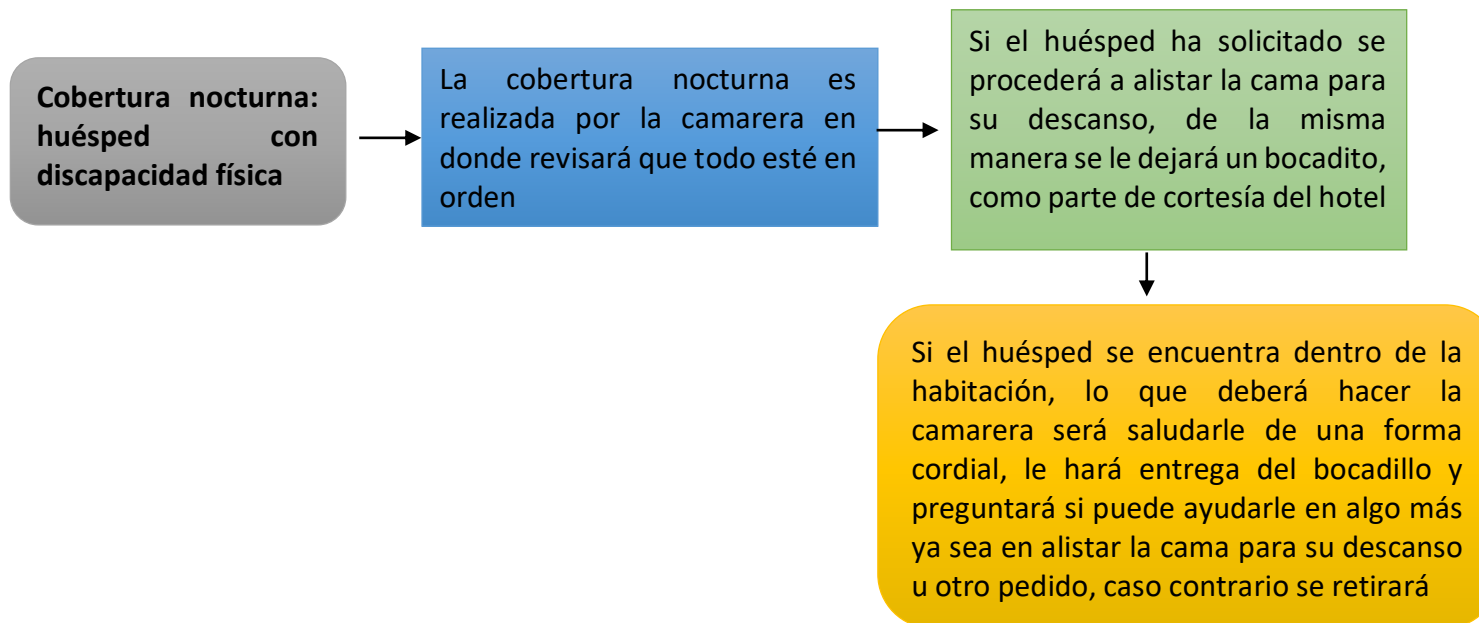 Cobertura nocturna:
huésped con
discapacidad física
La cobertura nocturna es
realizada por la camarera en
donde revisará que todo esté en
orden
Si el huésped ha solicitado se
procederá a alistar la cama para
su descanso, de la misma
manera se le dejará un bocadito,
como parte de cortesía del hotel
Si el huésped se encuentra dentro de la
habitación, lo que deberá hacer la
camarera será saludarle de una forma
cordial, le hará entrega del bocadillo y
preguntará si puede ayudarle en algo más
ya sea en alistar la cama para su descanso
u otro pedido, caso contrario se retirará